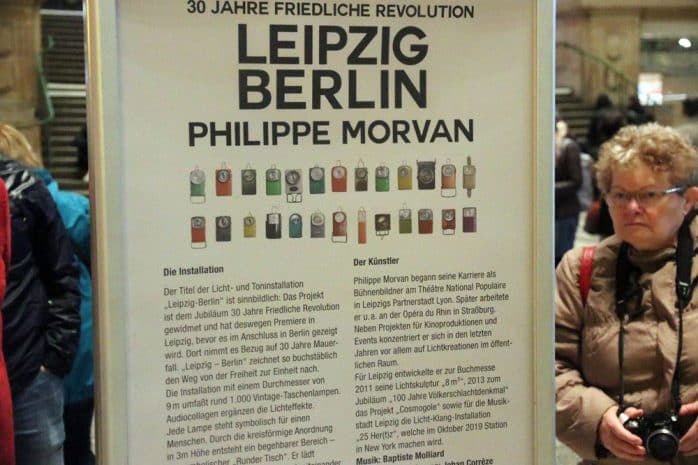 30 JAHRE FRIEDLICHE REVOLUTION
LEIPZIG
BERLIN
PHILIPPE MORVAN
Die Installation
Der Titel der Licht- und Toninstallation
„Leipzig-Berlin" ist sinnbildlich: Das Projekt
ist dem Jubiläum 30 Jahre Friedliche Revolution
gewidmet und hat deswegen Premiere in
Leipzig, bevor es im Anschluss in Berlin gezeigt
wird. Dort nimmt es Bezug auf 30 Jahre Mauer-
fall. „Leipzig – Berlin" zeichnet so buchstäblich
den Weg von der Freiheit zur Einheit nach.
Die Installation mit einem Durchmesser von
9 m umfaßt rund 1.000 Vintage-Taschenlampen.
Audiocollagen ergänzen die Lichteffekte.
Jede Lampe steht symbolisch für einen
Menschen. Durch die kreisförmige Anordnung
in 3m Höhe entsteht ein begehbarer Bereich –
"Runder Tisch". Er lädt
Der Künstler
Philippe Morvan begann seine Karriere als
Bühnenbildner am Théâtre National Populaire
in Leipzigs Partnerstadt Lyon. Später arbeitete
er u.a. an der Opéra du Rhin in Straßburg.
Neben Projekten für Kinoproduktionen und
Events konzentriert er sich in den letzten
Jahren vor allem auf Lichtkreationen im öffent-
lichen Raum.
Für Leipzig entwickelte er zur Buchmesse
2011 seine Lichtskulptur „8 m³", 2013 zum
Jubiläum „100 Jahre Völkerschlachtdenkmal"
das Projekt „Cosmogole" sowie für die Musik-
stadt Leipzig die Licht-Klang-Installation
„25 Her(t)z", welche im Oktober 2019 Station
in New York machen wird.
Musik: Baptiste Molliard
Johan Corrèze